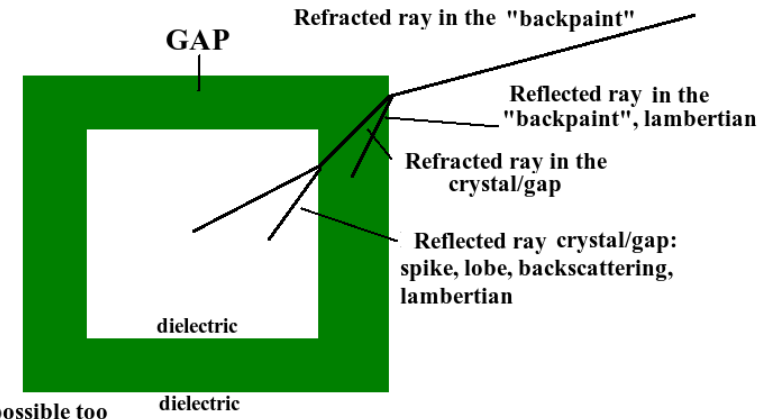 Refracted ray in the "backpaint"
GAP
Reflected ray in the
"backpaint", lambertian
Refracted ray in the
crystal/gap
Reflected ray crystal/gap:
spike, lobe, backscattering,
lambertian
dielectric
dielectric
possible too